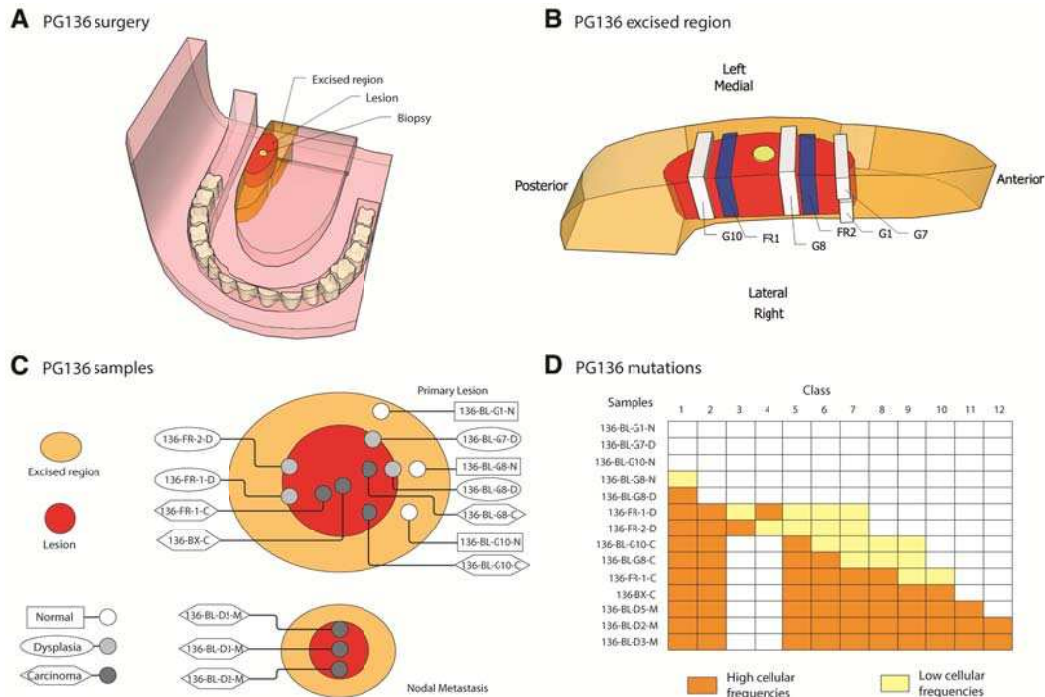 A PG136 surgery
Excised region
Lesion
Biopsy
B PG136 excised region
Left
Medial
Posterior
Anterior
G10
FR1
G8
FR2
G1
G7
Lateral
Right
C PG136 samples
Primary Lesion
Excised region
Lesion
136-FR-2-D
136-FR-1-D
136-FR-1-C
136-BX-C
136-BL-G1-N
136-BL-G7-D
136-BL-G8-N
136-BL-G8-D
136-BL-G8-C
136-BL-G10-N
136-BL-G10-C
Normal
Dysplasia
Carcinoma
Nodal Metastasis
D PG136 mutations
Class
Samples 1 2 3 4 5 6 7 8 9 10 11 12
136-BL-G1-N
136-BL-G7-D
136-BL-G10-N
136-BL-G8-N
136-BL-G8-D
136-FR-1-D
136-FR-2-D
136-BL-G10-C
136-BL-G8-C
136-FR-1-C
136-BX-C
136-BL-D5-M
136-BL-D2-M
136-BL-D3-M
High cellular
frequencies
Low cellular
frequencies